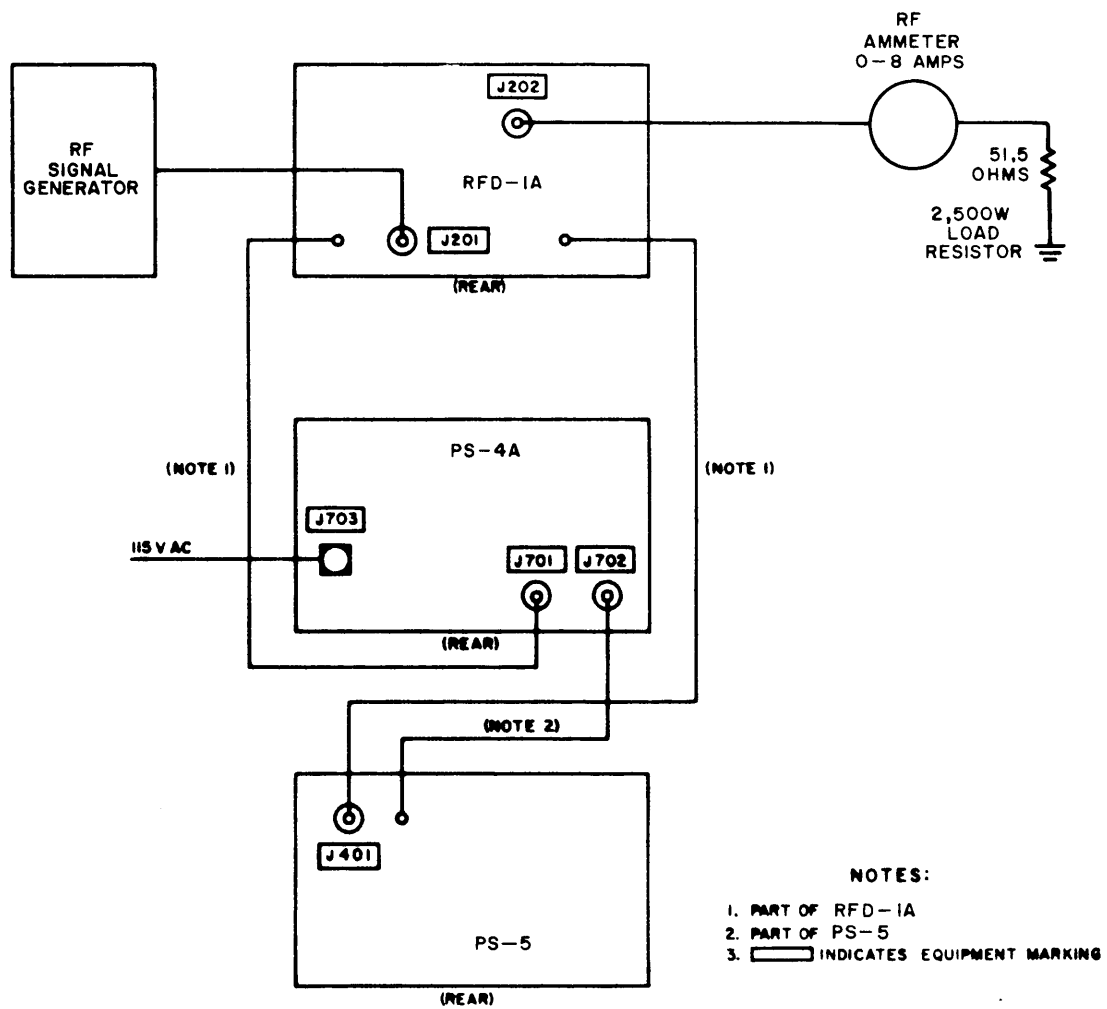 RF
AMMETER
0-8 AMPS
J202
RF
SIGNAL
GENERATOR
RFD-1A
51.5
OHMS
J201
2,500W
LOAD
RESISTOR
(REAR)
PS-4A
(NOTE 1)
(NOTE 1)
J703
115 V AC
J701
J702
(REAR)
(NOTE 2)
J401
PS-5
(REAR)
NOTES:
1. PART OF RFD-1A
2. PART OF PS-5
3. INDICATES EQUIPMENT MARKING